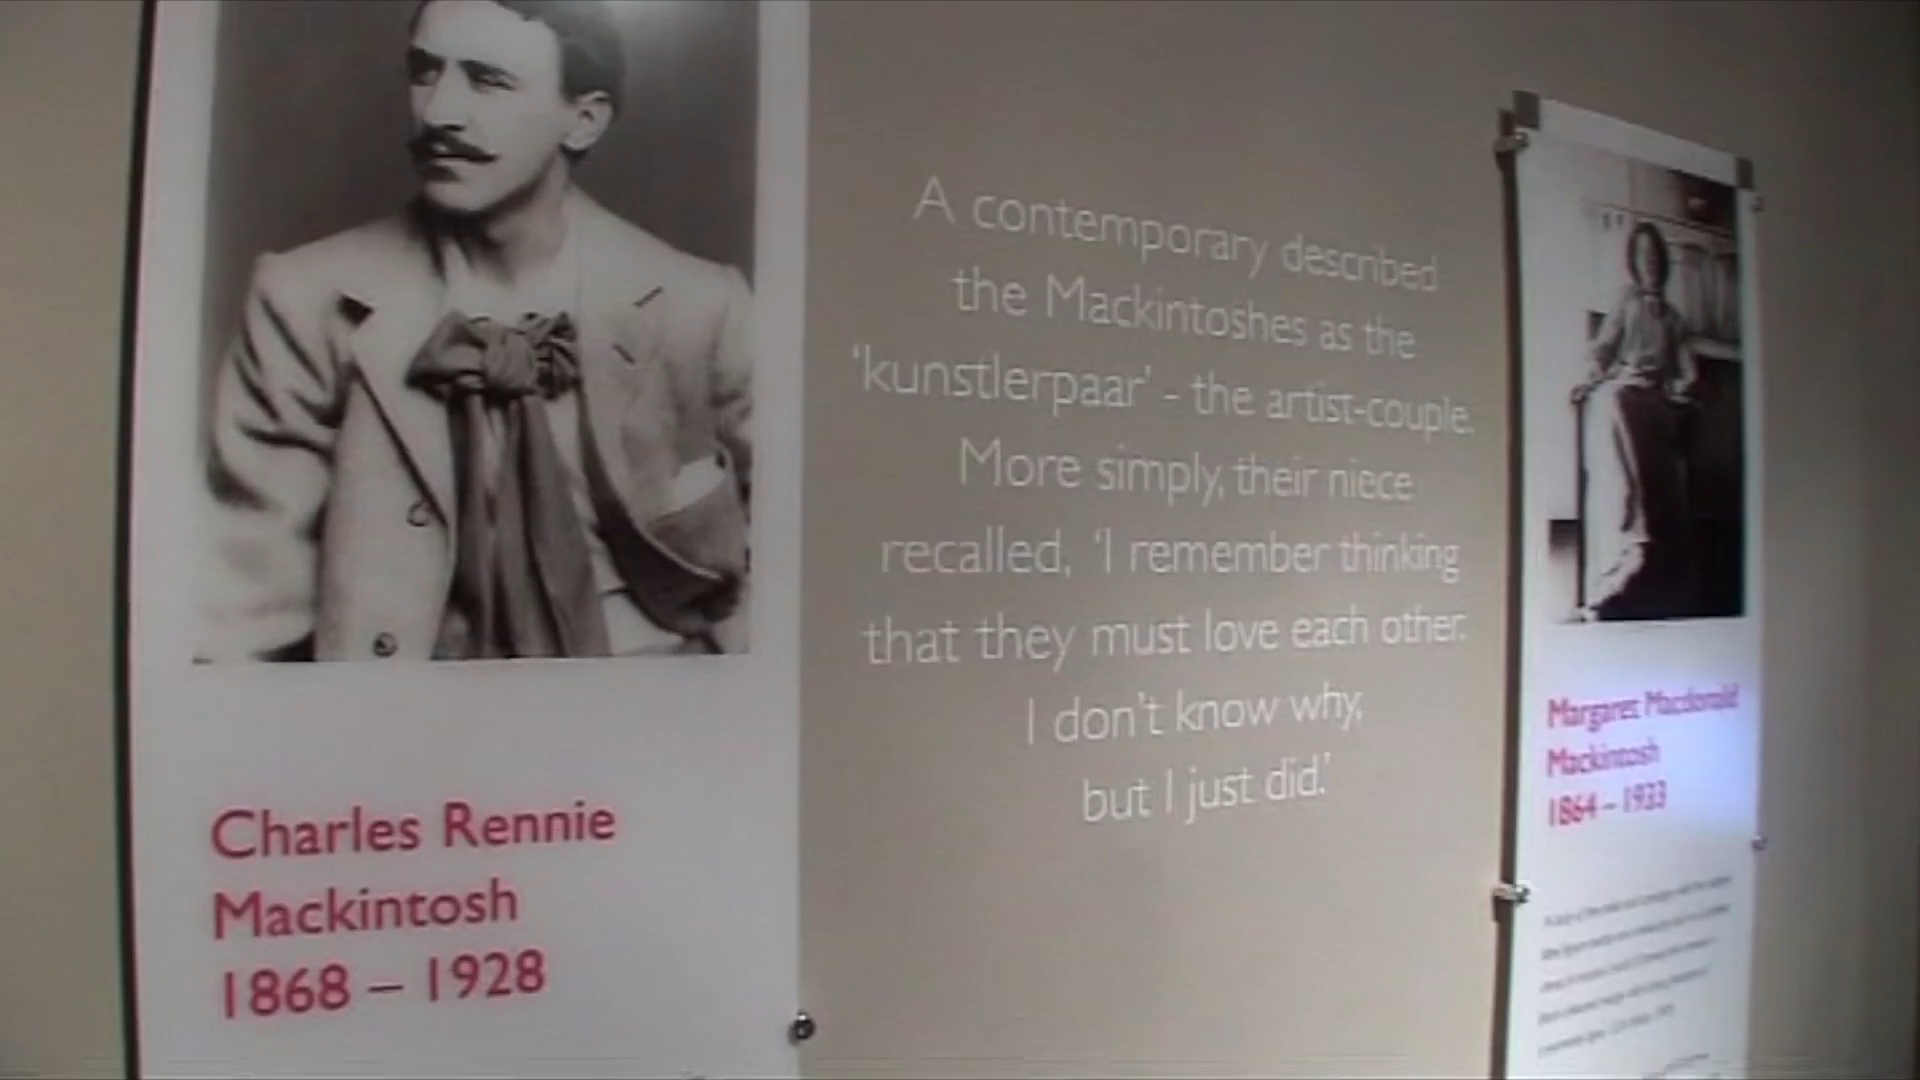 Charles Rennie
Mackintosh
1868 – 1928
A contemporary described
the Mackintoshes as the
'kunstlerpaar' - the artist-couple.
More simply, their niece
recalled, 'I remember thinking
that they must love each other.
I don't know why,
but I just did.'
Margaret Macdonald
Mackintosh
1864 – 1933